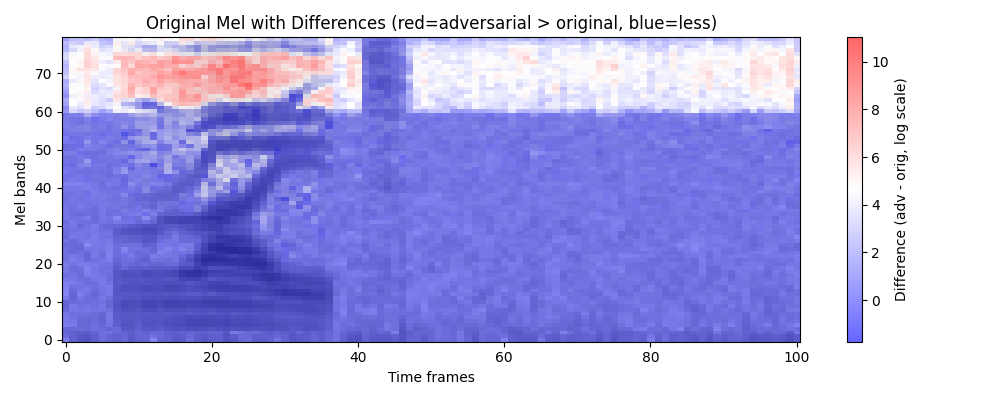 Original Mel with Differences (red=adversarial > original, blue=less)
Mel bands
70
60
50
40
30
20
10
0
0 20 40 60 80 100
Time frames
10
8
6
4
2
0
Difference (adv - orig, log scale)